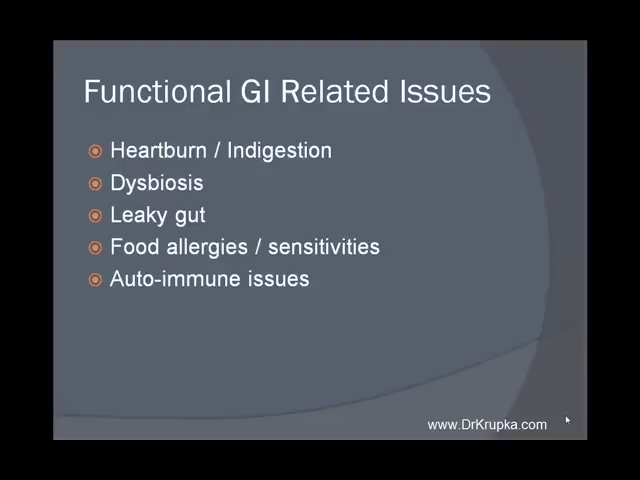 Functional GI Related Issues
Heartburn / Indigestion
Dysbiosis
Leaky gut
Food allergies / sensitivities
Auto-immune issues
www.DrKrupka.com